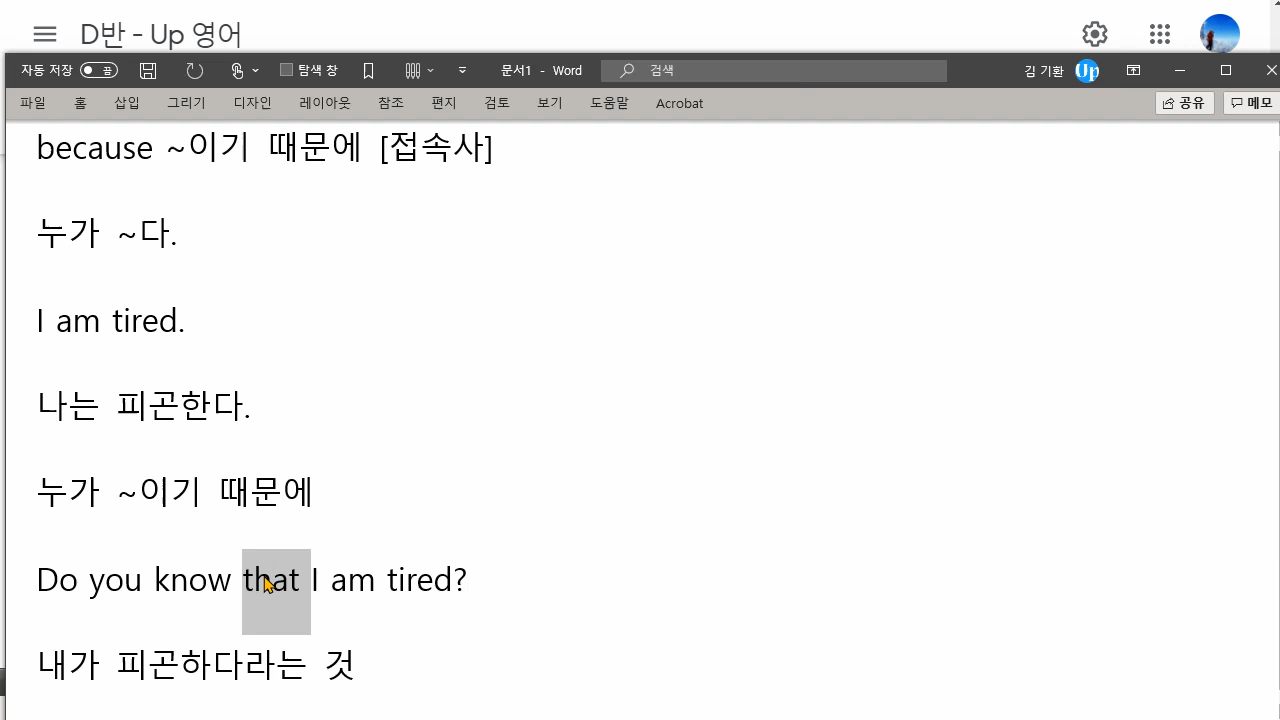 D반 - Up 영어
자동 저장 끔 탐색 창 문서1 - Word 검색 김 기환 Up
파일 홈 삽입 그리기 디자인 레이아웃 참조 편지 검토 보기 도움말 Acrobat 공유 메모
because ~이기 때문에 [접속사]
누가 ~다.
I am tired.
나는 피곤한다.
누가 ~이기 때문에
Do you know that I am tired?
내가 피곤하다라는 것